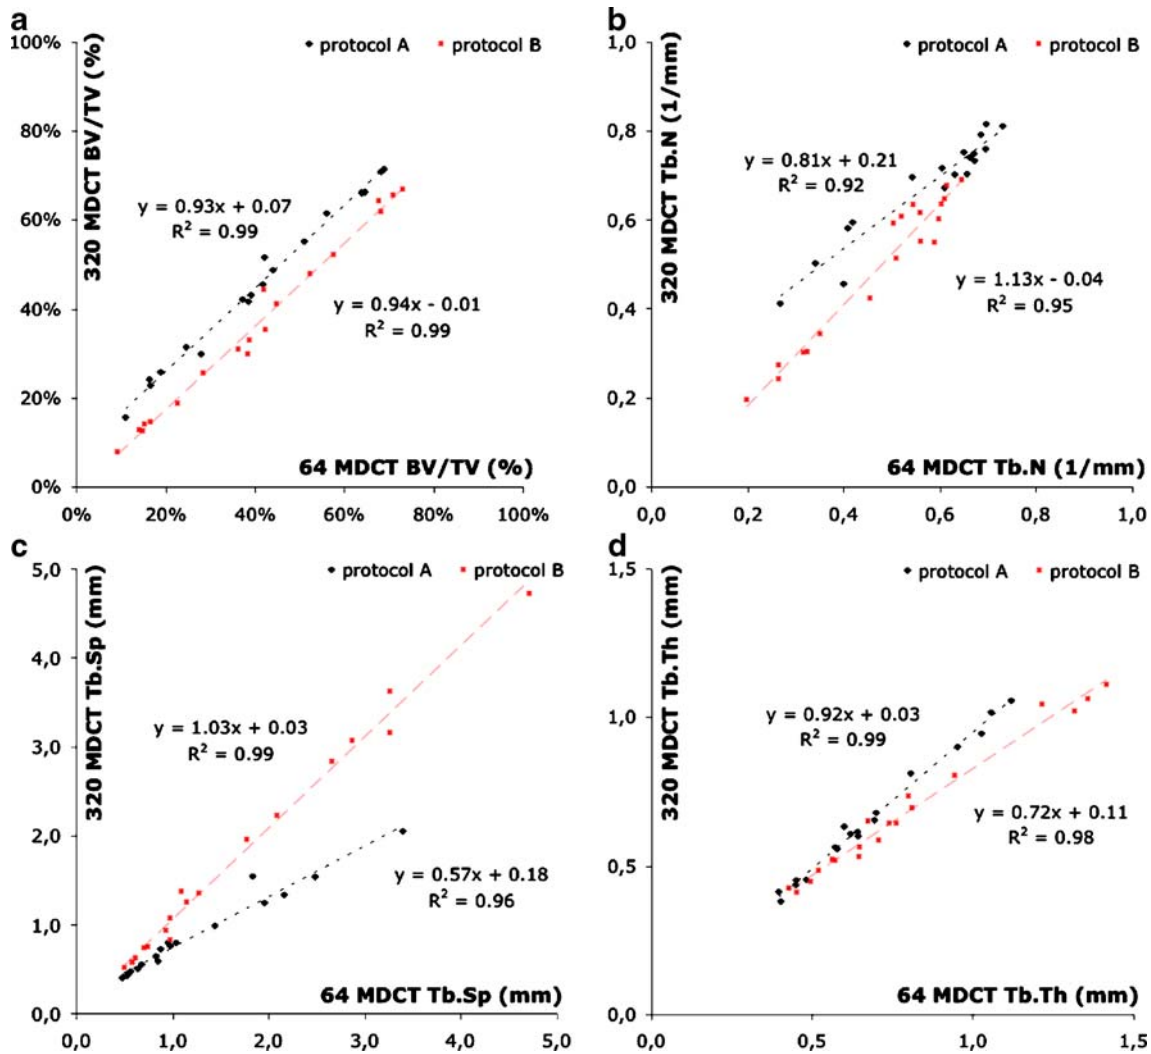 a
100%
80%
60%
40%
20%
0%
320 MDCT BV/TV (%)
protocol A protocol B
y = 0.93x + 0.07
R² = 0.99
y = 0.94x - 0.01
R² = 0.99
64 MDCT BV/TV (%)
0% 20% 40% 60% 80% 100%
b
1,0
0,8
0,6
0,4
0,2
0,0
320 MDCT Tb.N (1/mm)
protocol A protocol B
y = 0.81x + 0.21
R² = 0.92
y = 1.13x - 0.04
R² = 0.95
64 MDCT Tb.N (1/mm)
0,0 0,2 0,4 0,6 0,8 1,0
c
5,0
4,0
3,0
2,0
1,0
0,0
320 MDCT Tb.Sp (mm)
protocol A protocol B
y = 1.03x + 0.03
R² = 0.99
y = 0.57x + 0.18
R² = 0.96
64 MDCT Tb.Sp (mm)
0,0 1,0 2,0 3,0 4,0 5,0
d
1,5
1,0
0,5
0,0
320 MDCT Tb.Th (mm)
protocol A protocol B
y = 0.92x + 0.03
R² = 0.99
y = 0.72x + 0.11
R² = 0.98
64 MDCT Tb.Th (mm)
0,0 0,5 1,0 1,5